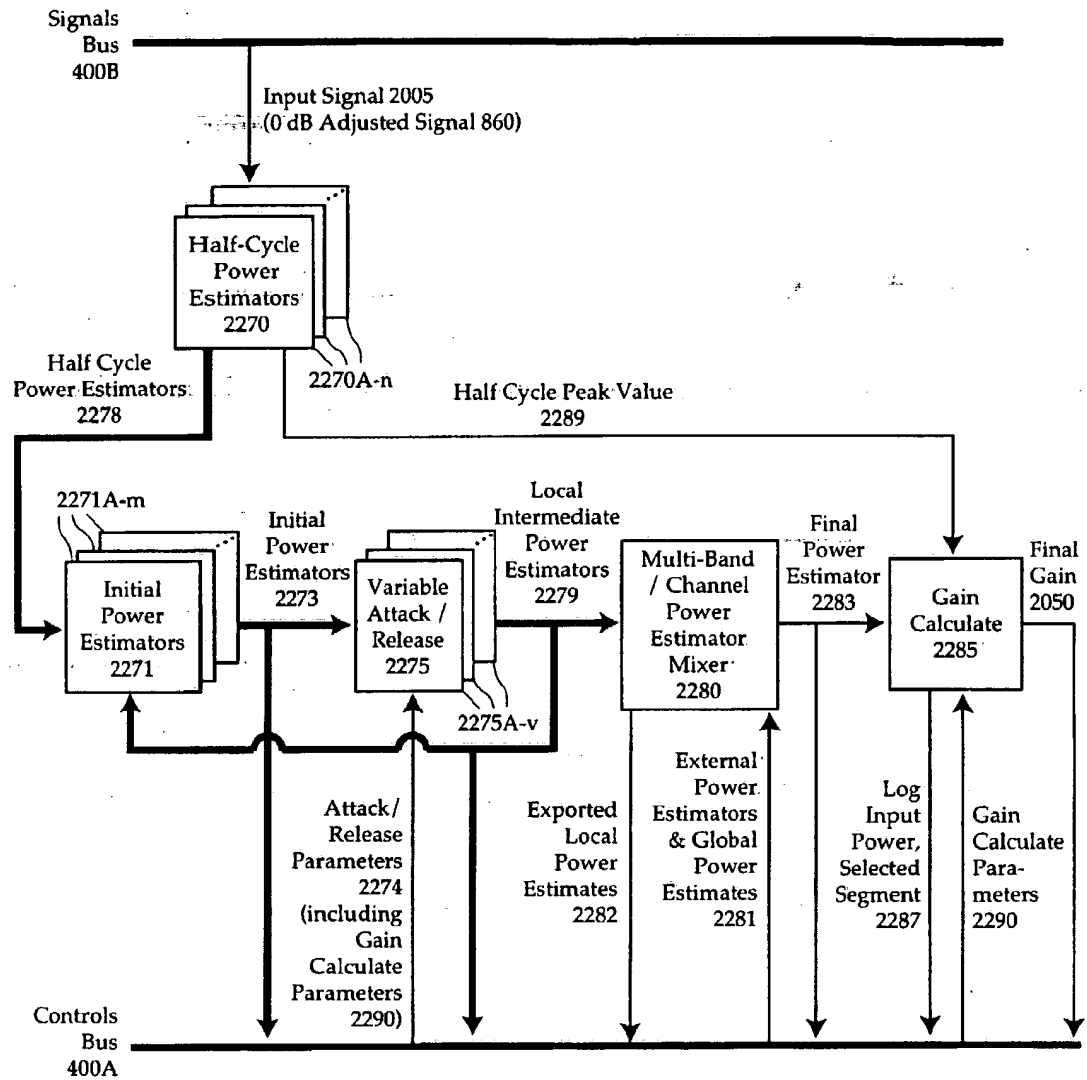 Signals
Bus
400B
Input Signal 2005
(0 dB Adjusted Signal 860)
Half-Cycle
Power
Estimators
2270
2270A-n
Half Cycle
Power Estimators
2278
Half Cycle Peak Value
2289
2271A-m
Initial
Power
Estimators
2271
Initial
Power
Estimators
2273
Variable
Attack /
Release
2275
2275A-v
Local
Intermediate
Power
Estimators
2279
Multi-Band
/ Channel
Power
Estimator
Mixer
2280
Final
Power
Estimator
2283
Gain
Calculate
2285
Final
Gain
2050
Attack/
Release
Parameters
2274
(including
Gain
Calculate
Parameters
2290)
Exported
Local
Power
Estimates
2282
External
Power
Estimators
& Global
Power
Estimates
2281
Log
Input
Power,
Selected
Segment
2287
Gain
Calculate
Para-
meters
2290
Controls
Bus
400A